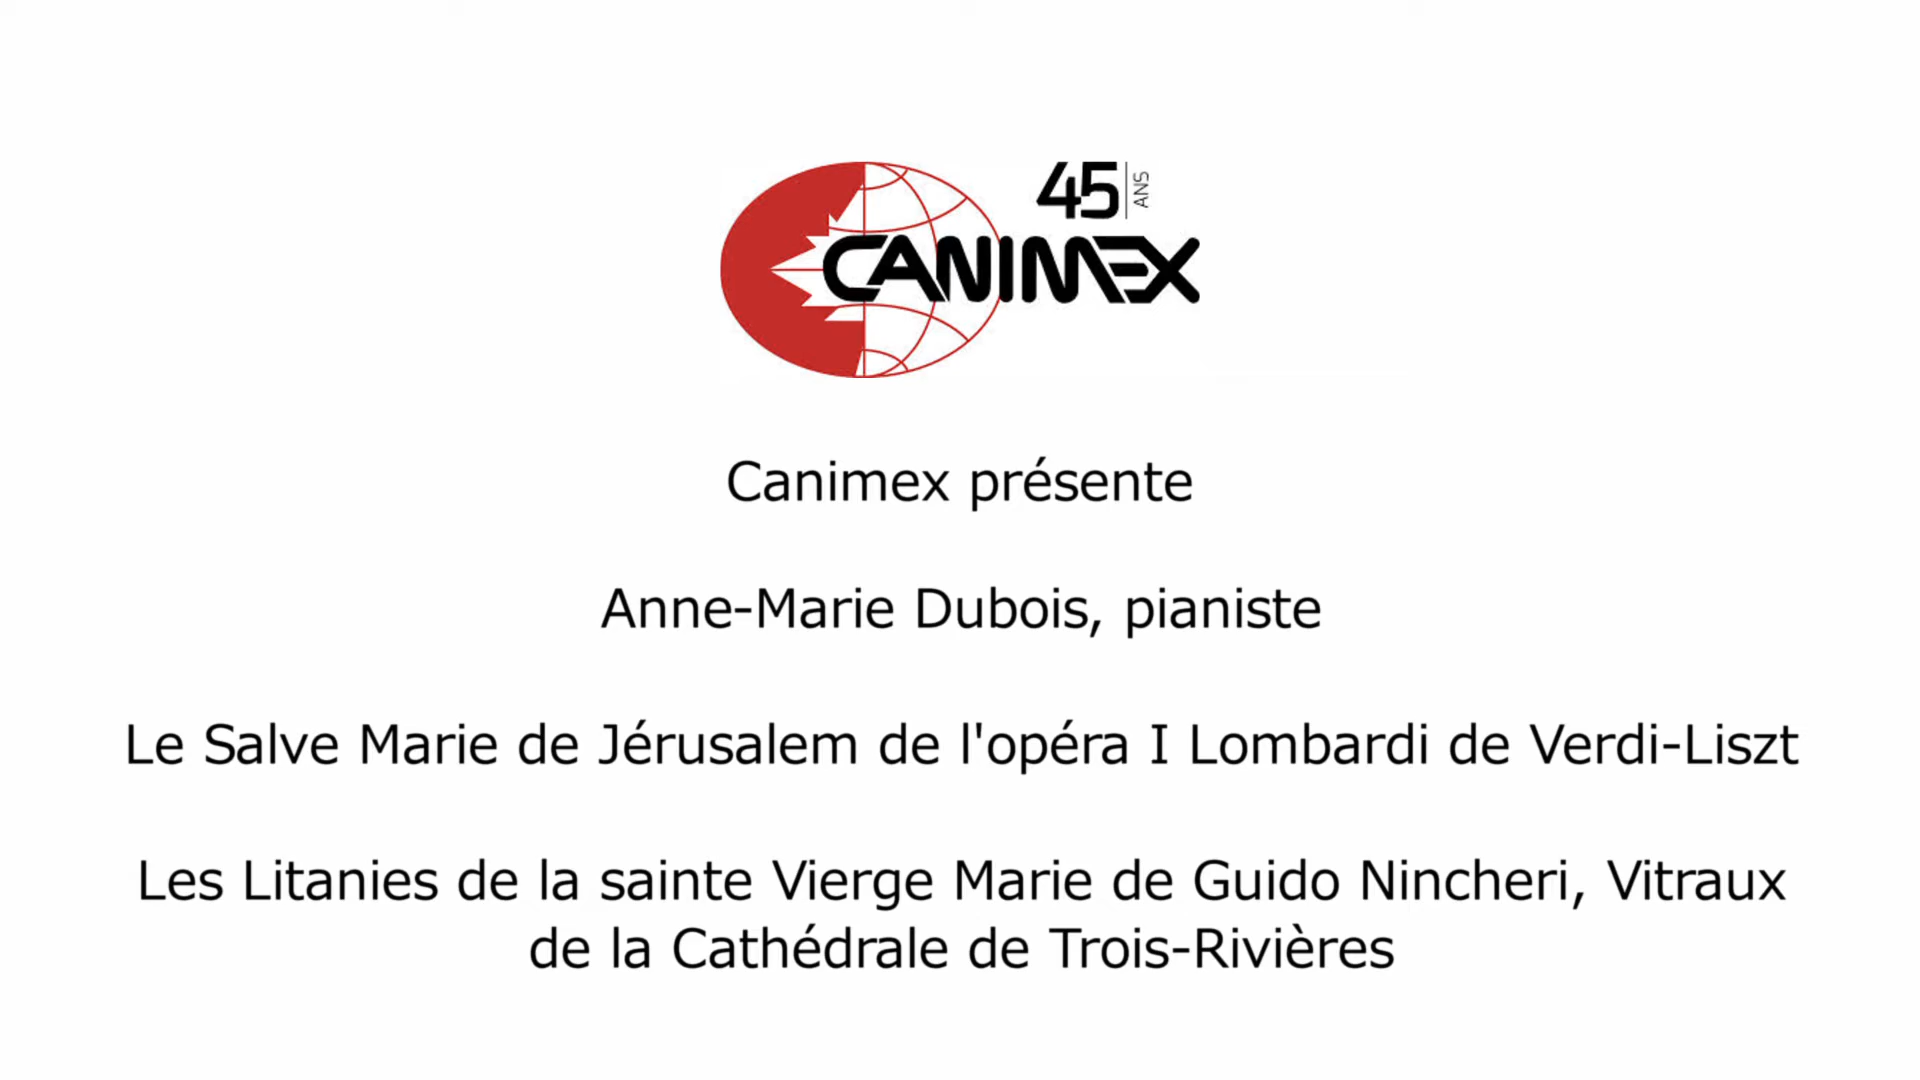 45 ANS
CANIMEX
Canimex présente
Anne-Marie Dubois, pianiste
Le Salve Marie de Jérusalem de l'opéra I Lombardi de Verdi-Liszt
Les Litanies de la sainte Vierge Marie de Guido Nincheri, Vitraux
de la Cathédrale de Trois-Rivières